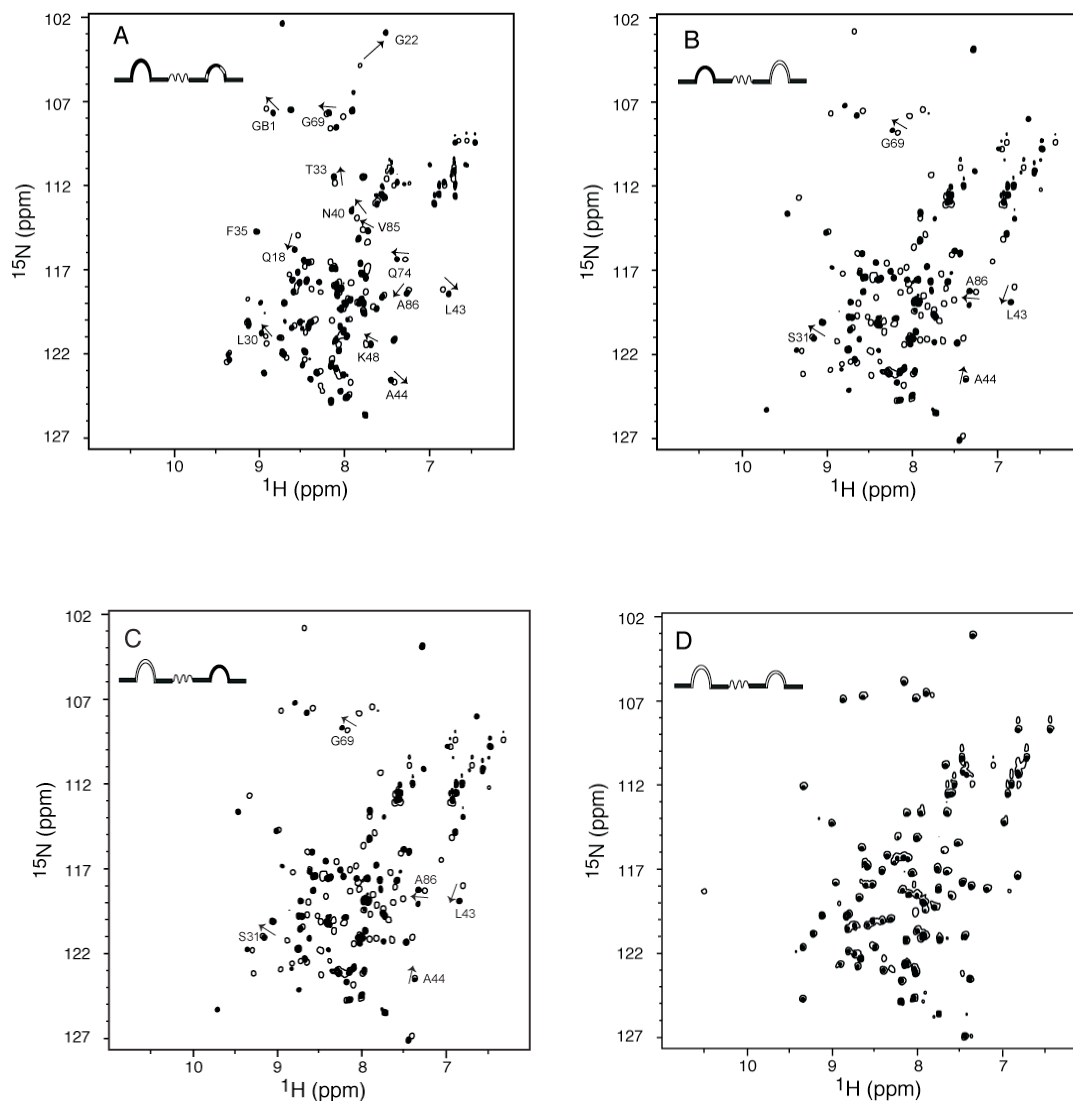 A
102
107
112
117
122
127
15N (ppm)
10 9 8 7
1H (ppm)
G22
GB1
G69
T33
N40
V85
F35
Q18
Q74
A86
L43
L30
K48
A44
B
102
107
112
117
122
127
15N (ppm)
10 9 8 7
1H (ppm)
G69
A86
L43
S31
A44
C
102
107
112
117
122
127
15N (ppm)
10 9 8 7
1H (ppm)
G69
A86
L43
S31
A44
D
102
107
112
117
122
127
15N (ppm)
10 9 8 7
1H (ppm)